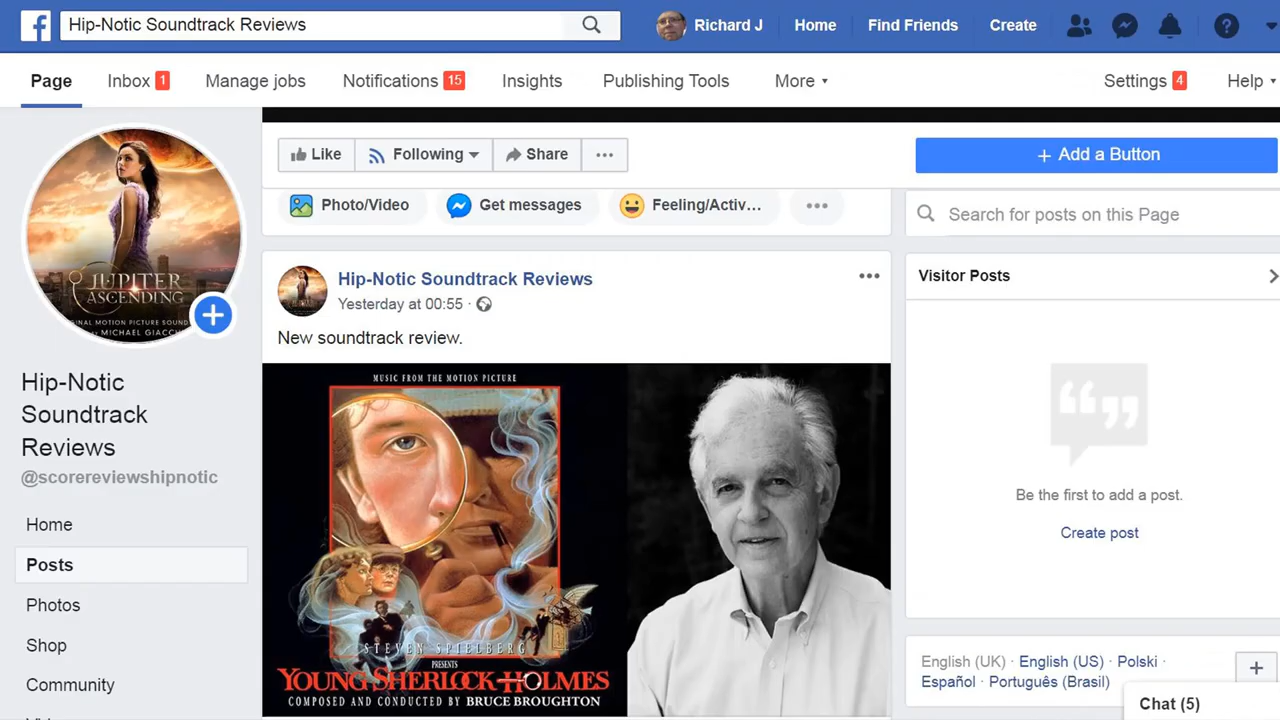 Hip-Notic Soundtrack Reviews
Richard J
Home
Find Friends
Create
Page
Inbox 1
Manage jobs
Notifications 15
Insights
Publishing Tools
More
Settings 4
Help
JUPITER
ASCENDING
MICHAEL
Hip-Notic
Soundtrack
Reviews
@scorereviewshipnotic
Home
Posts
Photos
Shop
Community
Like
Following
Share
+ Add a Button
Photo/Video
Get messages
Feeling/Activ...
Search for posts on this Page
Hip-Notic Soundtrack Reviews
Yesterday at 00:55 ·
New soundtrack review.
MUSIC FROM THE MOTION PICTURE
STEVEN SPIELBERG
PRESENTS
YOUNG SHERLOCK HOLMES
COMPOSED AND CONDUCTED BY BRUCE BROUGHTON
Visitor Posts
Be the first to add a post.
Create post
English (UK) · English (US) · Polski ·
Español · Português (Brasil)
Chat (5)